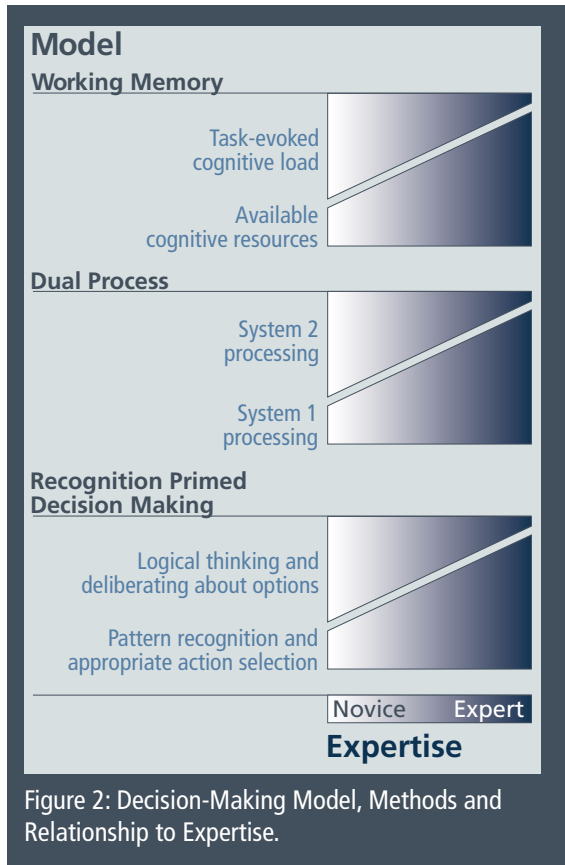 Model
Working Memory
Task-evoked
cognitive load
Available
cognitive resources
Dual Process
System 2
processing
System 1
processing
Recognition Primed
Decision Making
Logical thinking and
deliberating about options
Pattern recognition and
appropriate action selection
Novice Expert
Expertise
Figure 2: Decision-Making Model, Methods and
Relationship to Expertise.